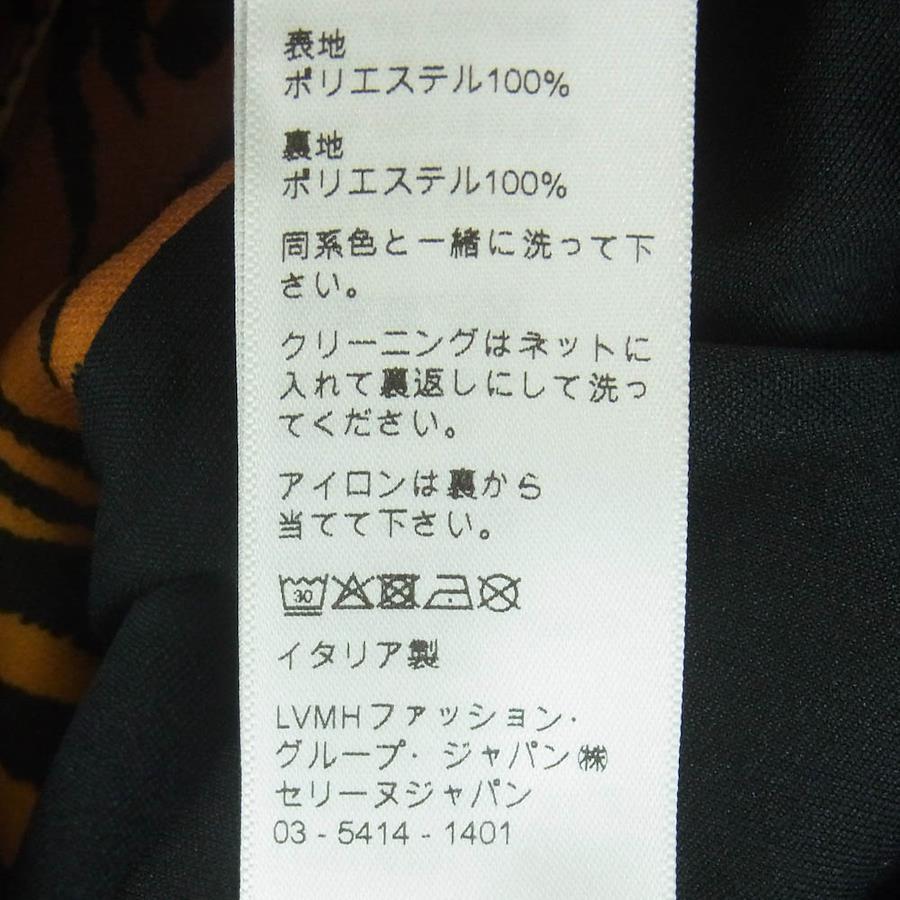 表地
ポリエステル100%
裏地
ポリエステル100%
同系色と一緒に洗って下
さい。
クリーニングはネットに
入れて裏返しにして洗っ
てください。
アイロンは裏から
当てて下さい。
30
イタリア製
LVMHファッション·
グループ· ジャパン㈱
セリーヌジャパン
03 - 5414 - 1401